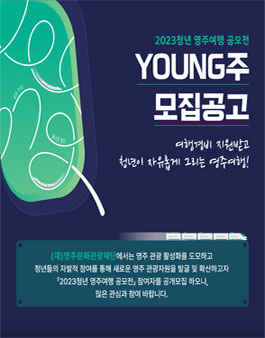 2023청년 영주여행 공모전
YOUNG주
모집공고
여행경비 지원받고
청년이 자유롭게 그리는 영주여행!
(재)영주문화관광재단에서는 영주 관광 활성화를 도모하고
청년들의 자발적 참여를 통해 새로운 영주 관광자원을 발굴 및 확산하고자
「2023청년 영주여행 공모전」 참여자를 공개모집 하오니,
많은 관심과 참여 바랍니다.